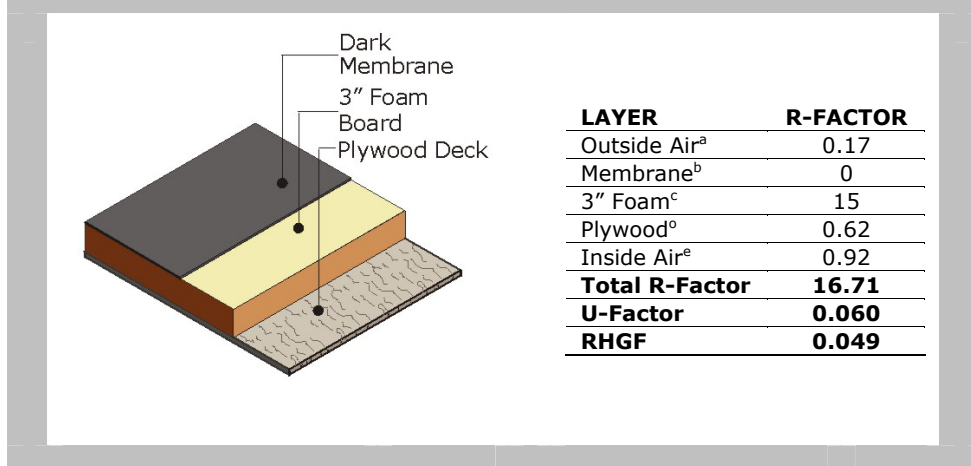 Dark
Membrane
3″ Foam
Board
Plywood Deck
LAYER R-FACTOR
Outside Airᵃ 0.17
Membraneᵇ 0
3″ Foamᶜ 15
Plywoodᵒ 0.62
Inside Airᵉ 0.92
Total R-Factor 16.71
U-Factor 0.060
RHGF 0.049